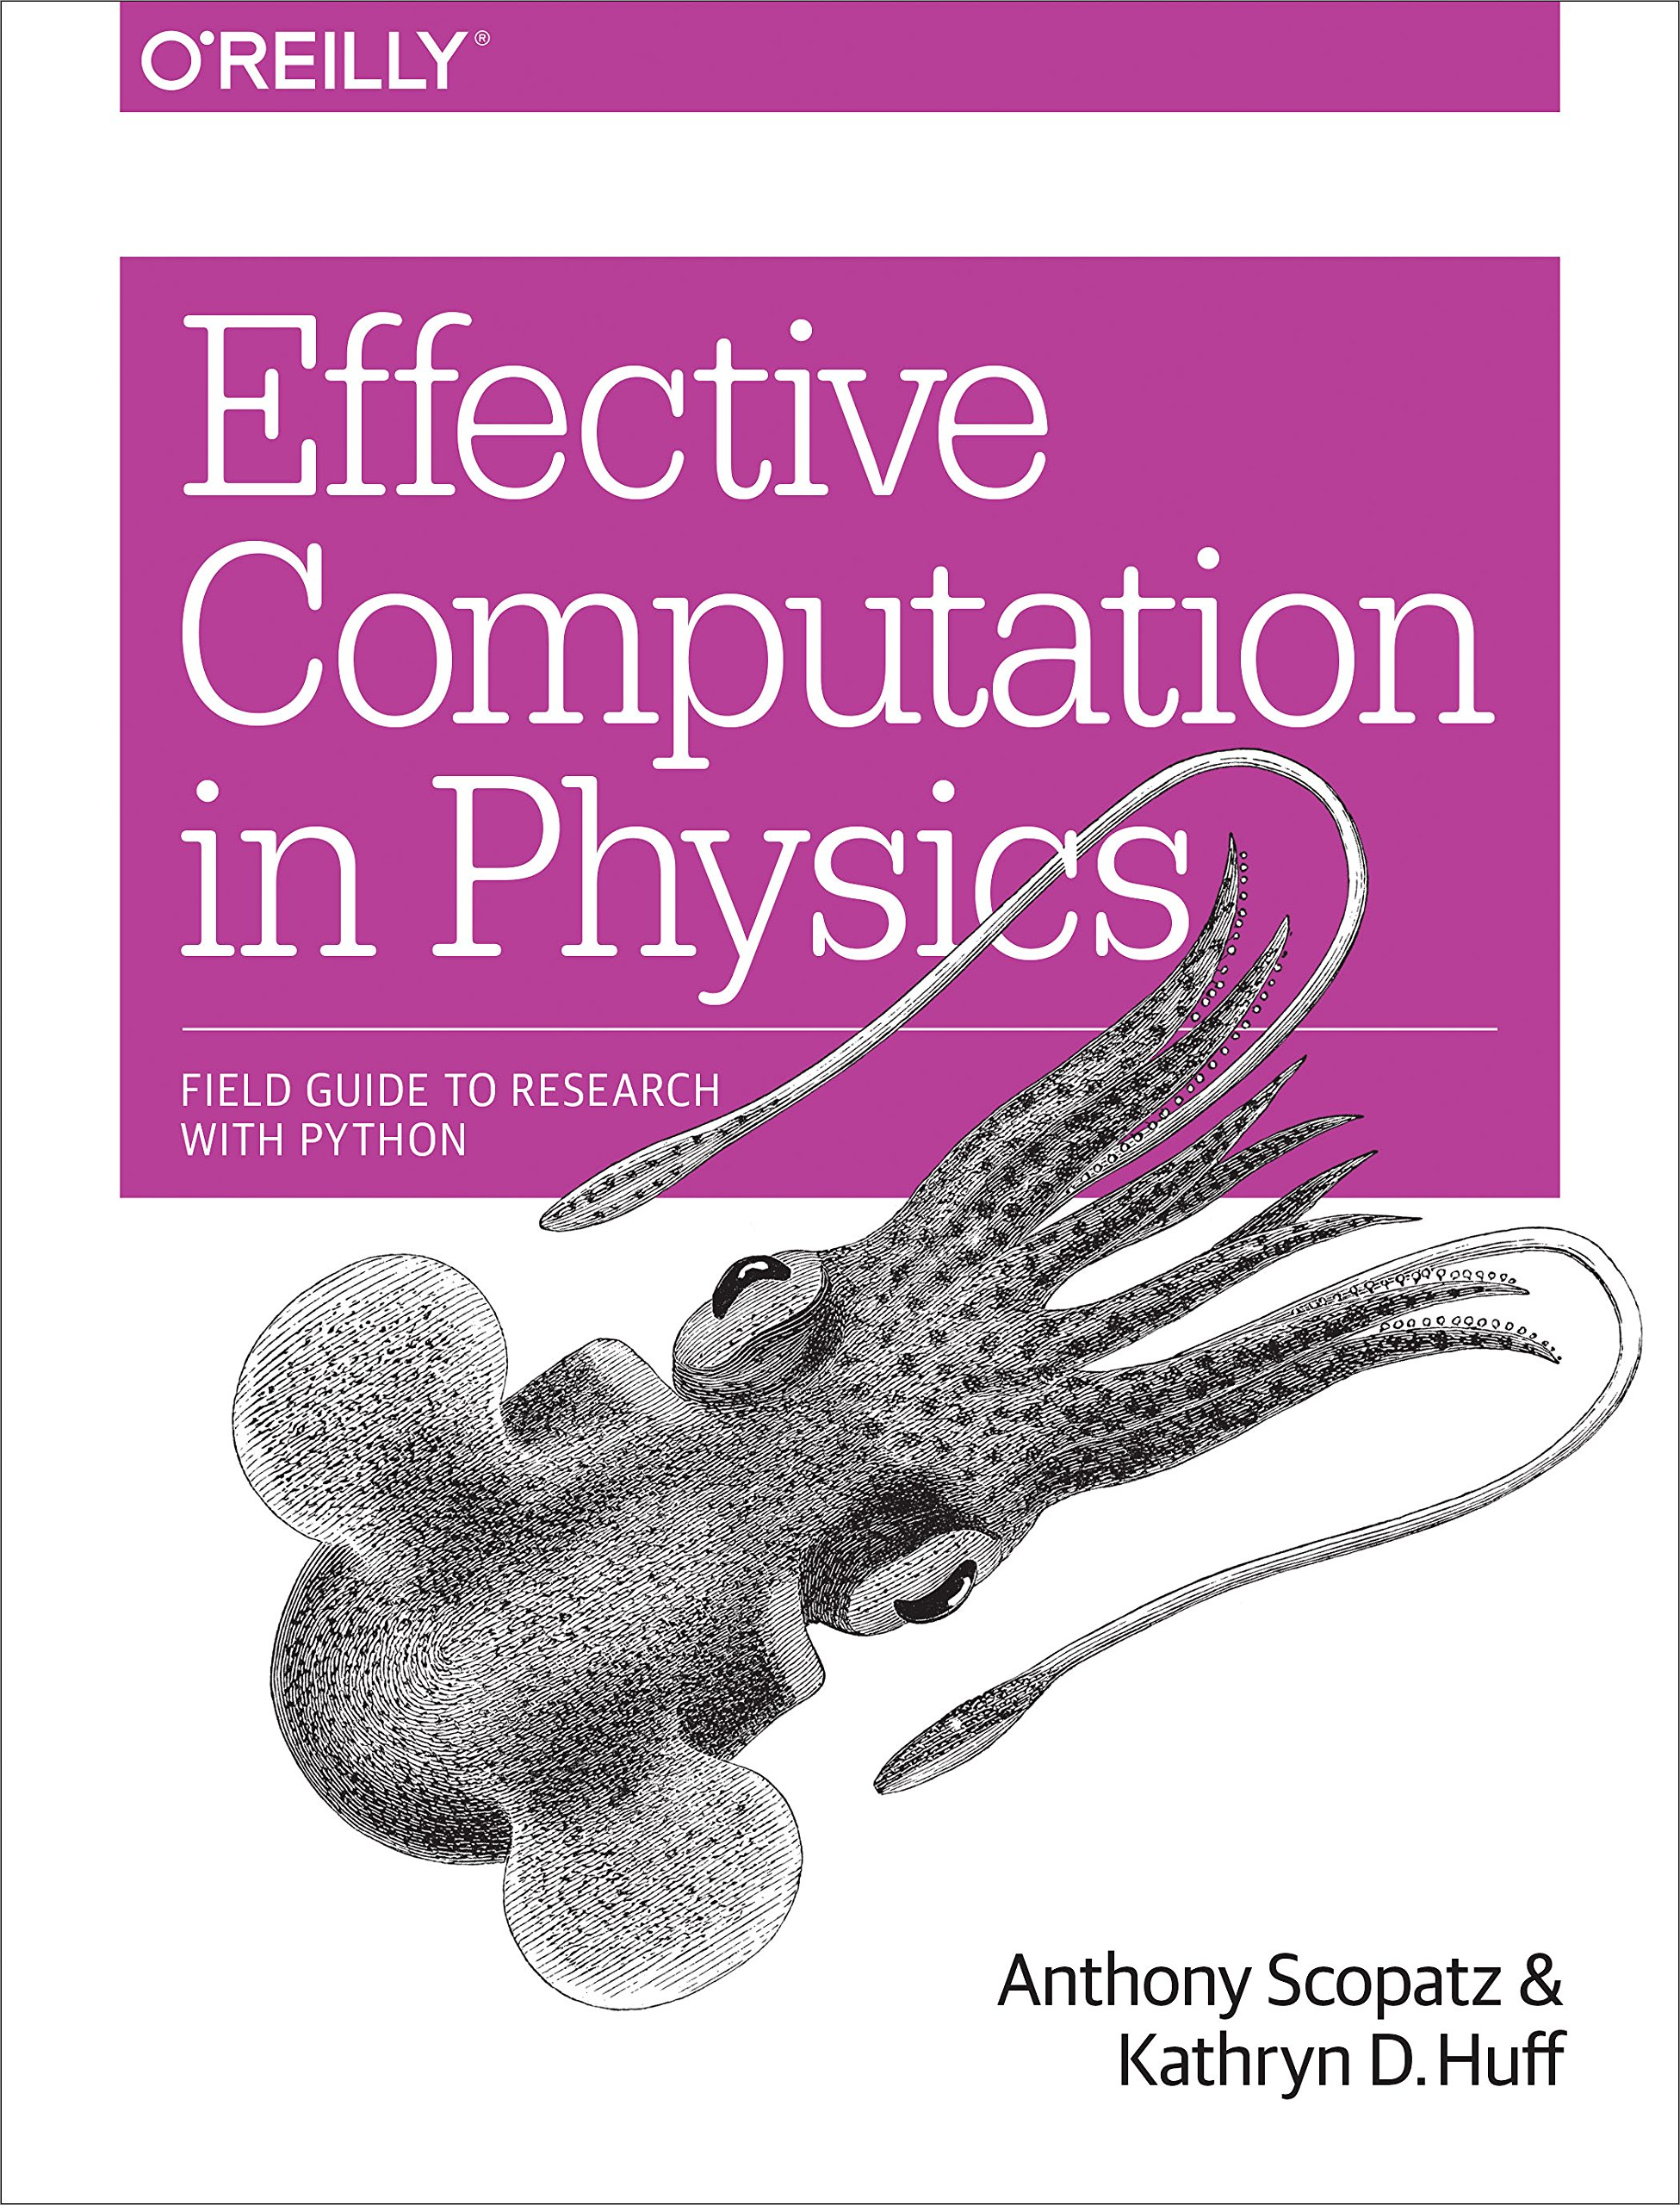 O'REILLY®
Effective
Computation
in Physics
FIELD GUIDE TO RESEARCH
WITH PYTHON
Anthony Scopatz &
Kathryn D. Huff